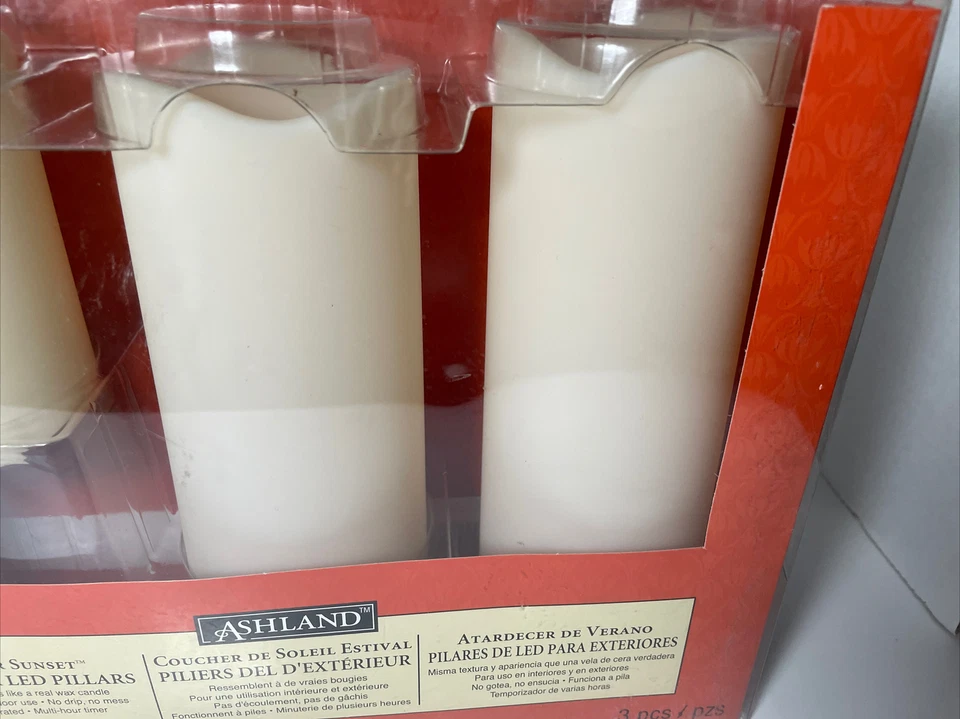 ASHLAND™
R SUNSET™
LED PILLARS
s like a real wax candle
oor use • No drip, no mess
rated • Multi-hour timer
COUCHER DE SOLEIL ESTIVAL
PILIERS DEL D'EXTÉRIEUR
Ressemblent à de vraies bougies
Pour une utilisation intérieure et extérieure
Pas d'écoulement, pas de gâchis
Fonctionnent à piles • Minuterie de plusieurs heures
ATARDECER DE VERANO
PILARES DE LED PARA EXTERIORES
Misma textura y apariencia que una vela de cera verdadera
Para uso en interiores y en exteriores
No gotea, no ensucia • Funciona a pila
Temporizador de varias horas
3 pcs / pzs